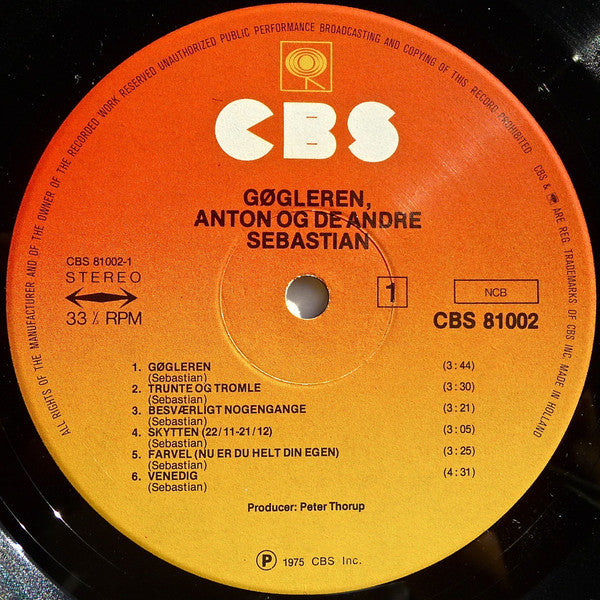 ALL RIGHTS OF THE MANUFACTURER AND OF THE OWNER OF THE RECORDED WORK RESERVED UNAUTHORIZED PUBLIC PERFORMANCE BROADCASTING AND COPYING OF THIS RECORD PROHIBITED CBS & ARE REG. TRADEMARKS OF CBS INC. MADE IN HOLLAND
CBS
GØGLEREN,
ANTON OG DE ANDRE
SEBASTIAN
CBS 81002-1
STEREO
33 ⅓ RPM
1
NCB
CBS 81002
1. GØGLEREN (3:44)
(Sebastian)
2. TRUNTE OG TROMLE (3:30)
(Sebastian)
3. BESVÆRLIGT NOGENGANGE (3:21)
(Sebastian)
4. SKYTTEN (22/11-21/12) (3:05)
(Sebastian)
5. FARVEL (NU ER DU HELT DIN EGEN) (3:25)
(Sebastian)
6. VENEDIG (4:31)
(Sebastian)
Producer: Peter Thorup
Ⓟ 1975 CBS Inc.